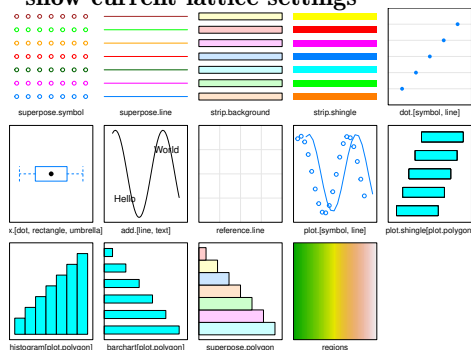 show current lattice settings
superpose.symbol
superpose.line
strip.background
strip.shingle
dot.[symbol, line]
World
Hello
x.[dot, rectangle, umbrella]
add.[line, text]
reference.line
plot.[symbol, line]
plot.shingle[plot.polygon
histogram[plot.polygon]
barchart[plot.polygon]
superpose.polygon
regions